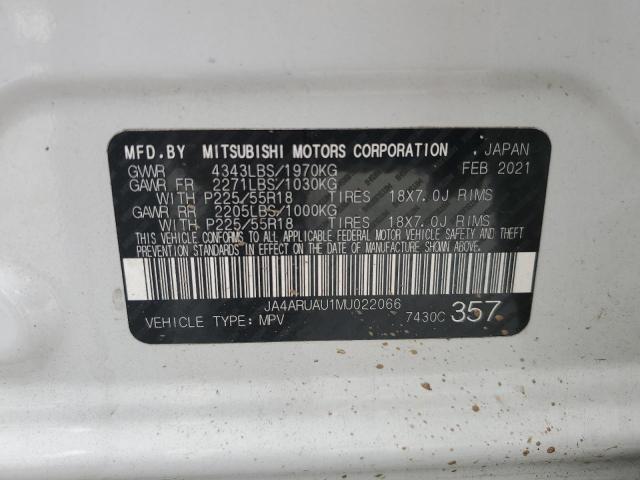 MFD.BY MITSUBISHI MOTORS CORPORATION, JAPAN
GVWR 4343LBS/1970KG FEB 2021
GAWR FR 2271LBS/1030KG
WITH P225/55R18 TIRES 18X7.0J RIMS
GAWR RR 2205LBS/1000KG
WITH P225/55R18 TIRES 18X7.0J RIMS
THIS VEHICLE CONFORMS TO ALL APPLICABLE FEDERAL MOTOR VEHICLE SAFETY AND THEFT
PREVENTION STANDARDS IN EFFECT ON THE DATE OF MANUFACTURE SHOWN ABOVE.
JA4ARUAU1MU022066
VEHICLE TYPE: MPV 7430C 357